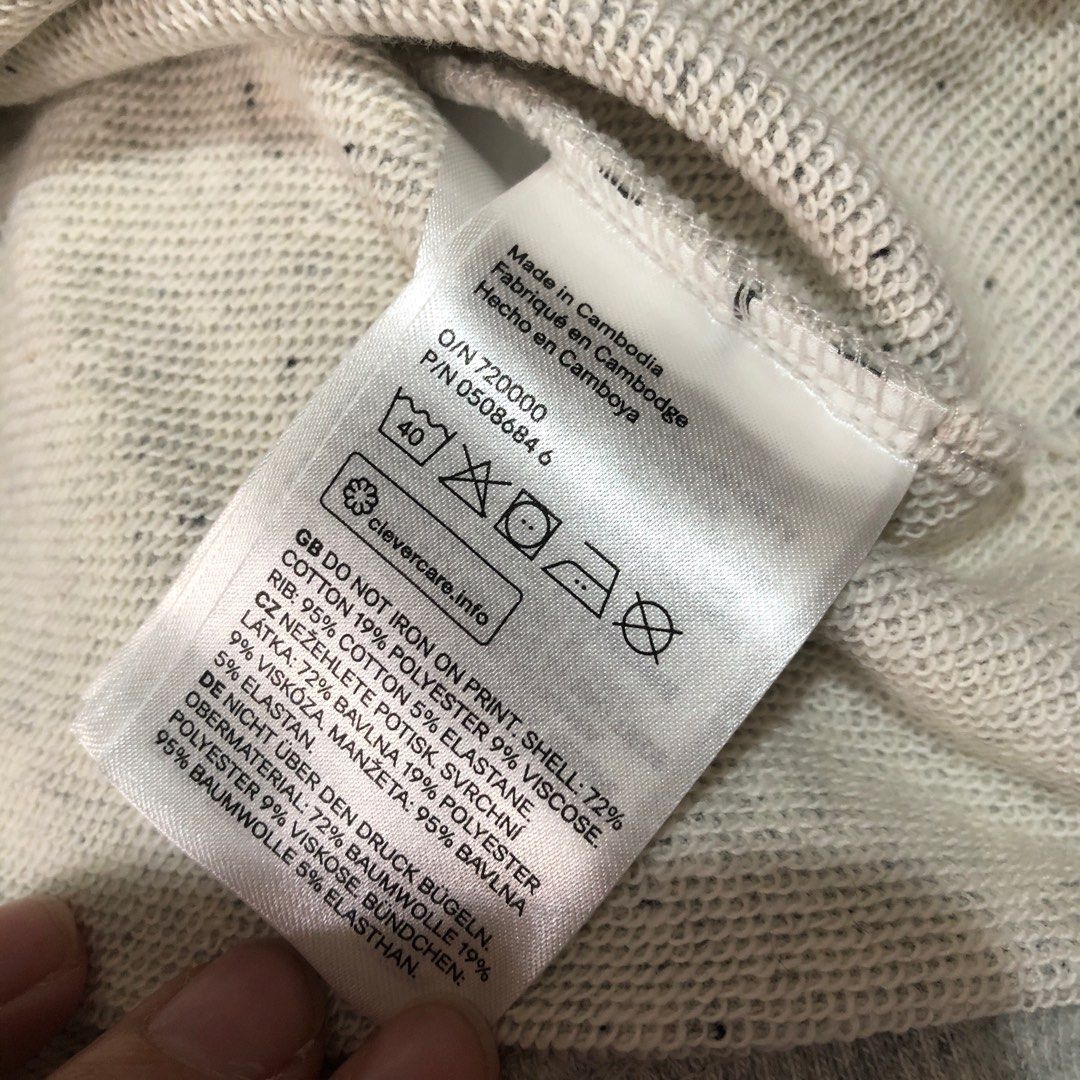 Made in Cambodia
Fabriqué en Cambodge
Hecho en Camboya
O/N 720000
P/N 0508684 6
40
clevercare.info
GB DO NOT IRON ON PRINT. SHELL: 72%
COTTON 19% POLYESTER 9% VISCOSE.
RIB: 95% COTTON 5% ELASTANE.
CZ NEŽEHLETE POTISK. SVRCHNÍ
LÁTKA: 72% BAVLNA 19% POLYESTER
9% VISKÓZA. MANŽETA: 95% BAVLNA
5% ELASTAN.
DE NICHT ÜBER DEN DRUCK BÜGELN.
OBERMATERIAL: 72% BAUMWOLLE 19%
POLYESTER 9% VISKOSE. BÜNDCHEN:
95% BAUMWOLLE 5% ELASTHAN.